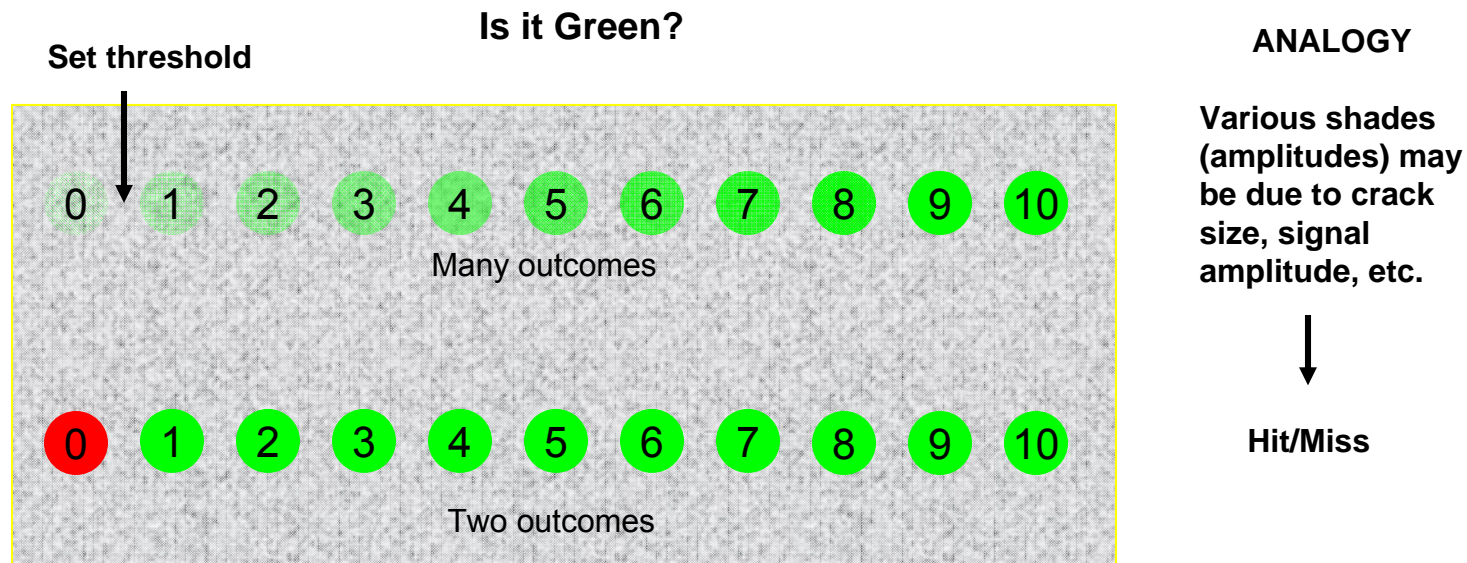 Is it Green?
Set threshold
0 1 2 3 4 5 6 7 8 9 10
Many outcomes
0 1 2 3 4 5 6 7 8 9 10
Two outcomes
ANALOGY
Various shades
(amplitudes) may
be due to crack
size, signal
amplitude, etc.
Hit/Miss